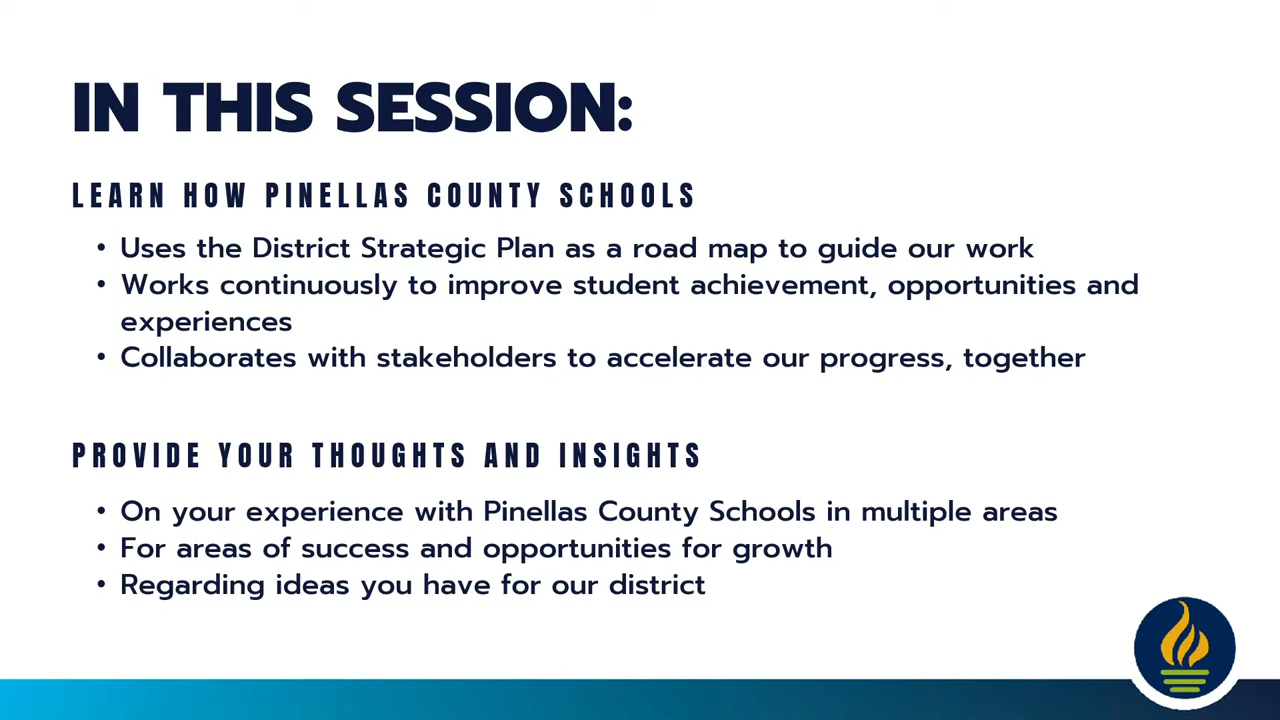 IN THIS SESSION:
LEARN HOW PINELLAS COUNTY SCHOOLS
• Uses the District Strategic Plan as a road map to guide our work
• Works continuously to improve student achievement, opportunities and
experiences
• Collaborates with stakeholders to accelerate our progress, together
PROVIDE YOUR THOUGHTS AND INSIGHTS
• On your experience with Pinellas County Schools in multiple areas
• For areas of success and opportunities for growth
• Regarding ideas you have for our district